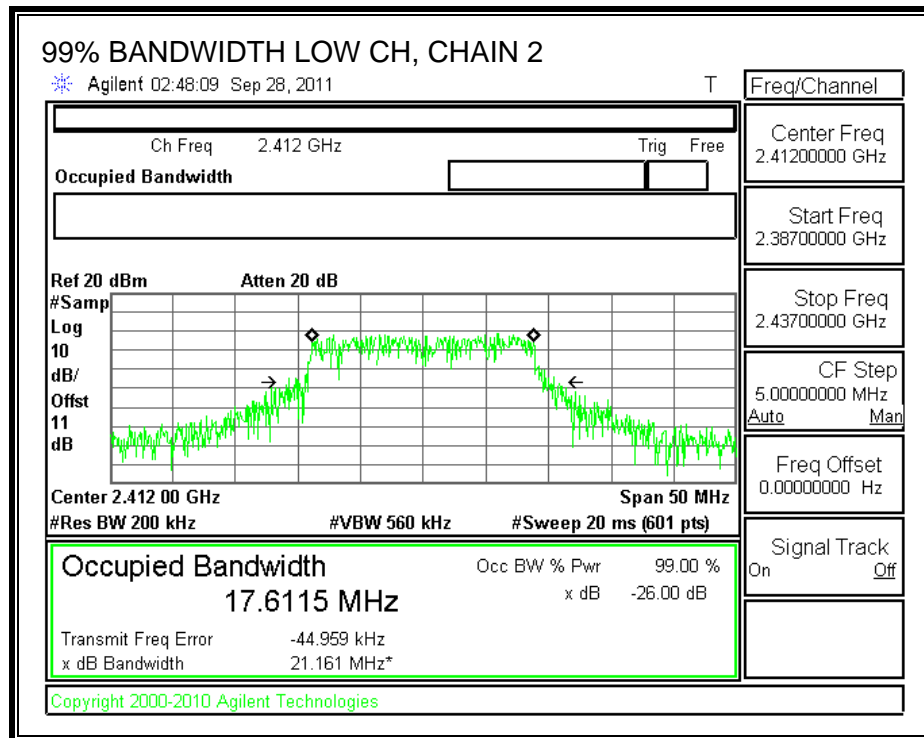 99% BANDWIDTH LOW CH, CHAIN 2
Agilent 02:48:09 Sep 28, 2011 T
Freq/Channel
Ch Freq 2.412 GHz Trig Free
Occupied Bandwidth
Center Freq
2.41200000 GHz
Start Freq
2.38700000 GHz
Stop Freq
2.43700000 GHz
CF Step
5.00000000 MHz
Auto Man
Freq Offset
0.00000000 Hz
Signal Track
On Off
Ref 20 dBm Atten 20 dB
#Samp
Log
10
dB/
Offst
11
dB
Center 2.412 00 GHz Span 50 MHz
#Res BW 200 kHz #VBW 560 kHz #Sweep 20 ms (601 pts)
Occupied Bandwidth Occ BW % Pwr 99.00 %
17.6115 MHz x dB -26.00 dB
Transmit Freq Error -44.959 kHz
x dB Bandwidth 21.161 MHz*
Copyright 2000-2010 Agilent Technologies